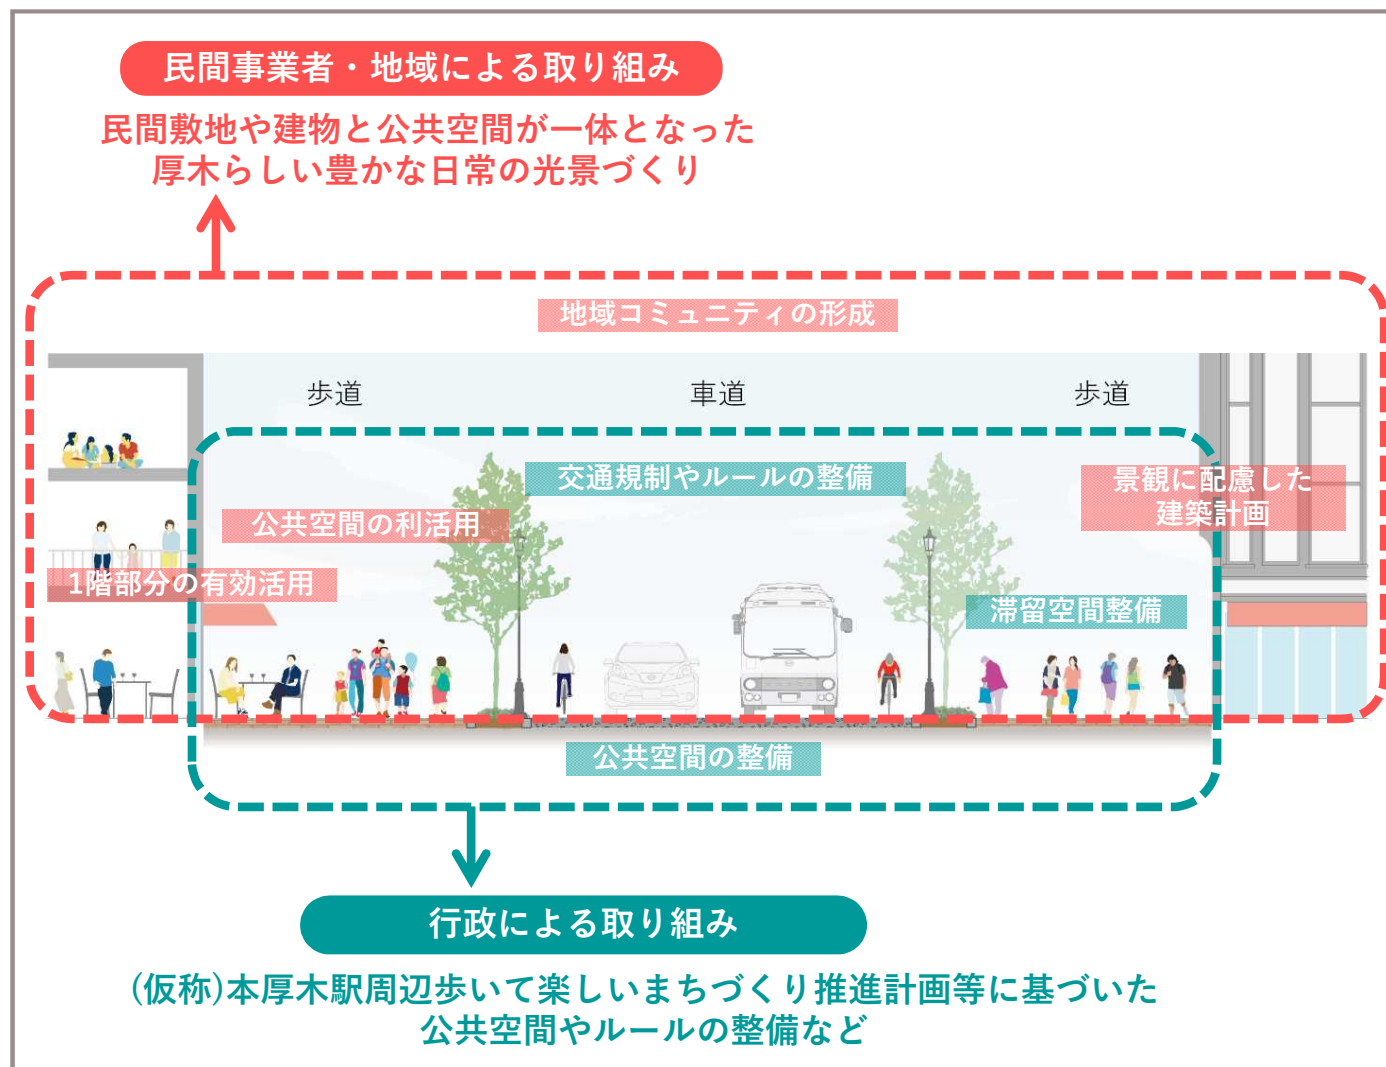 民間事業者・地域による取り組み
民間敷地や建物と公共空間が一体となった
厚木らしい豊かな日常の光景づくり
地域コミュニティの形成
歩道
車道
歩道
交通規制やルールの整備
景観に配慮した
建築計画
公共空間の利活用
1階部分の有効活用
滞留空間整備
公共空間の整備
行政による取り組み
(仮称)本厚木駅周辺歩いて楽しいまちづくり推進計画等に基づいた
公共空間やルールの整備など